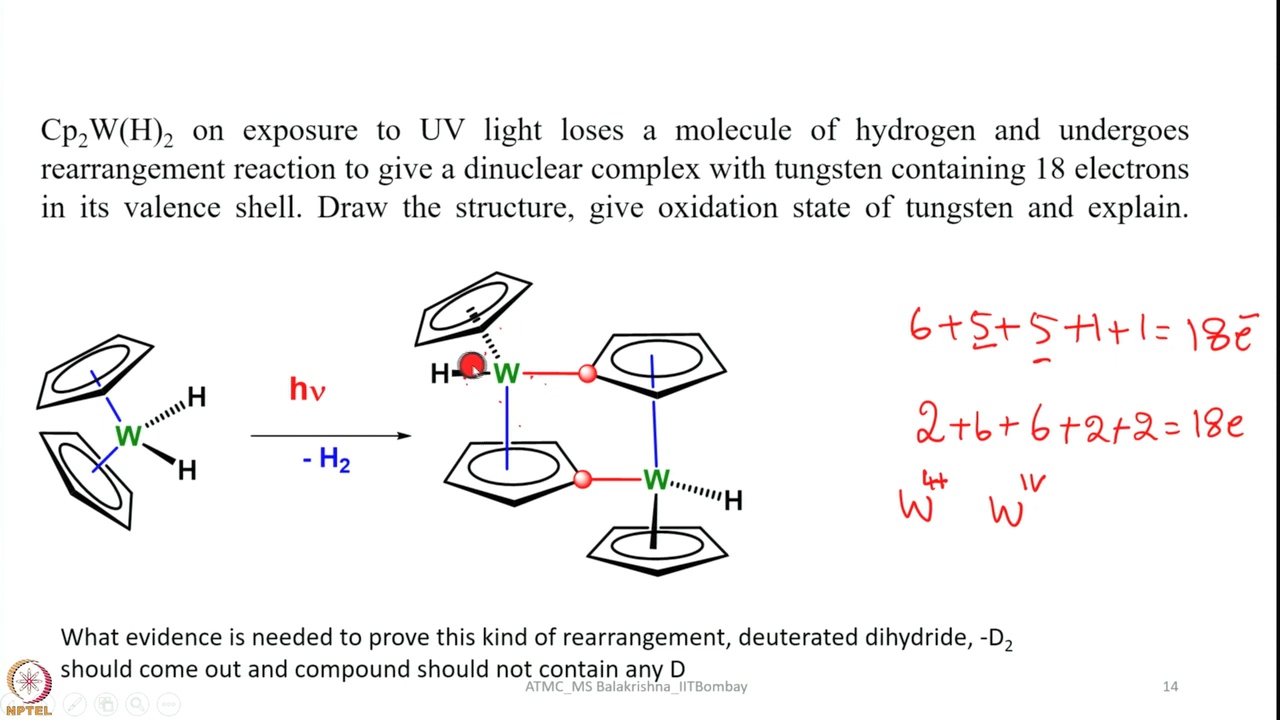 Cp2W(H)2 on exposure to UV light loses a molecule of hydrogen and undergoes
rearrangement reaction to give a dinuclear complex with tungsten containing 18 electrons
in its valence shell. Draw the structure, give oxidation state of tungsten and explain.
6+5+5+1+1=18e⁻
H W
H
W H
hν
- H2
2+6+6+2+2=18e
W H
W⁴⁺ W^IV
What evidence is needed to prove this kind of rearrangement, deuterated dihydride, -D2
should come out and compound should not contain any D
ATMC_MS Balakrishna_IITBombay
14
NPTEL